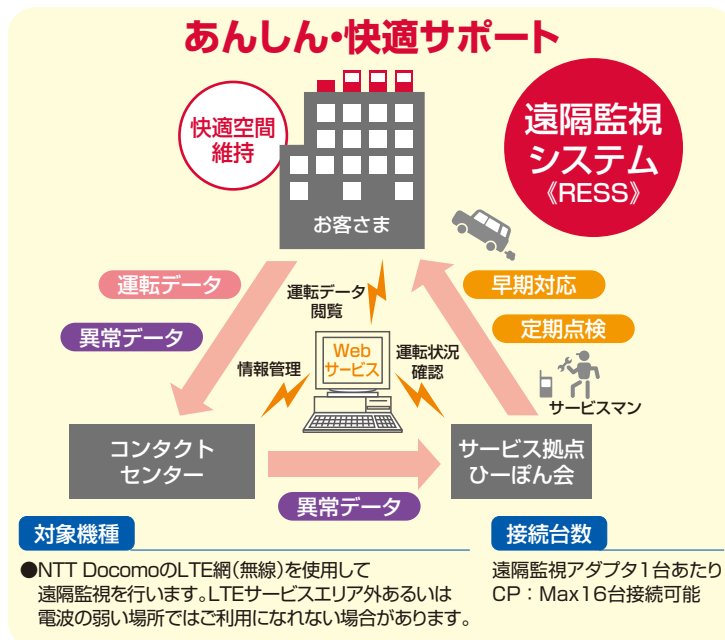 あんしん・快適サポート
快適空間
維持
遠隔監視
システム
《RESS》
お客さま
運転データ
異常データ
運転データ
閲覧
早期対応
定期点検
Web
サービス
情報管理
運転状況
確認
サービスマン
コンタクト
センター
サービス拠点
ひーぽん会
異常データ
対象機種
●NTT DocomoのLTE網(無線)を使用して
遠隔監視を行います。LTEサービスエリア外あるいは
電波の弱い場所ではご利用になれない場合があります。
接続台数
遠隔監視アダプタ1台あたり
CP：Max16台接続可能